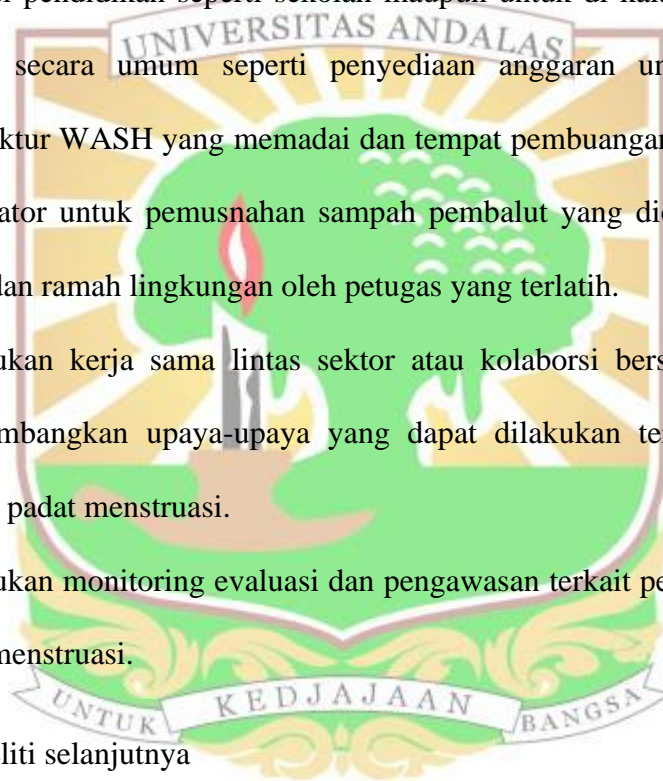 pendidikan seperti sekolah maupun untuk di
UNIVERSITAS ANDALAS
secara umum seperti penyediaan anggaran un
ktur WASH yang memadai dan tempat pembuangan
ator untuk pemusnahan sampah pembalut yang di
dan ramah lingkungan oleh petugas yang terlatih.
ukan kerja sama lintas sektor atau kolaborsi bers
mbangkan upaya-upaya yang dapat dilakukan te
padat menstruasi.
ukan monitoring evaluasi dan pengawasan terkait pe
menstruasi.
UNTUK KEDJAJAAN BANGSA
liti selanjutnya